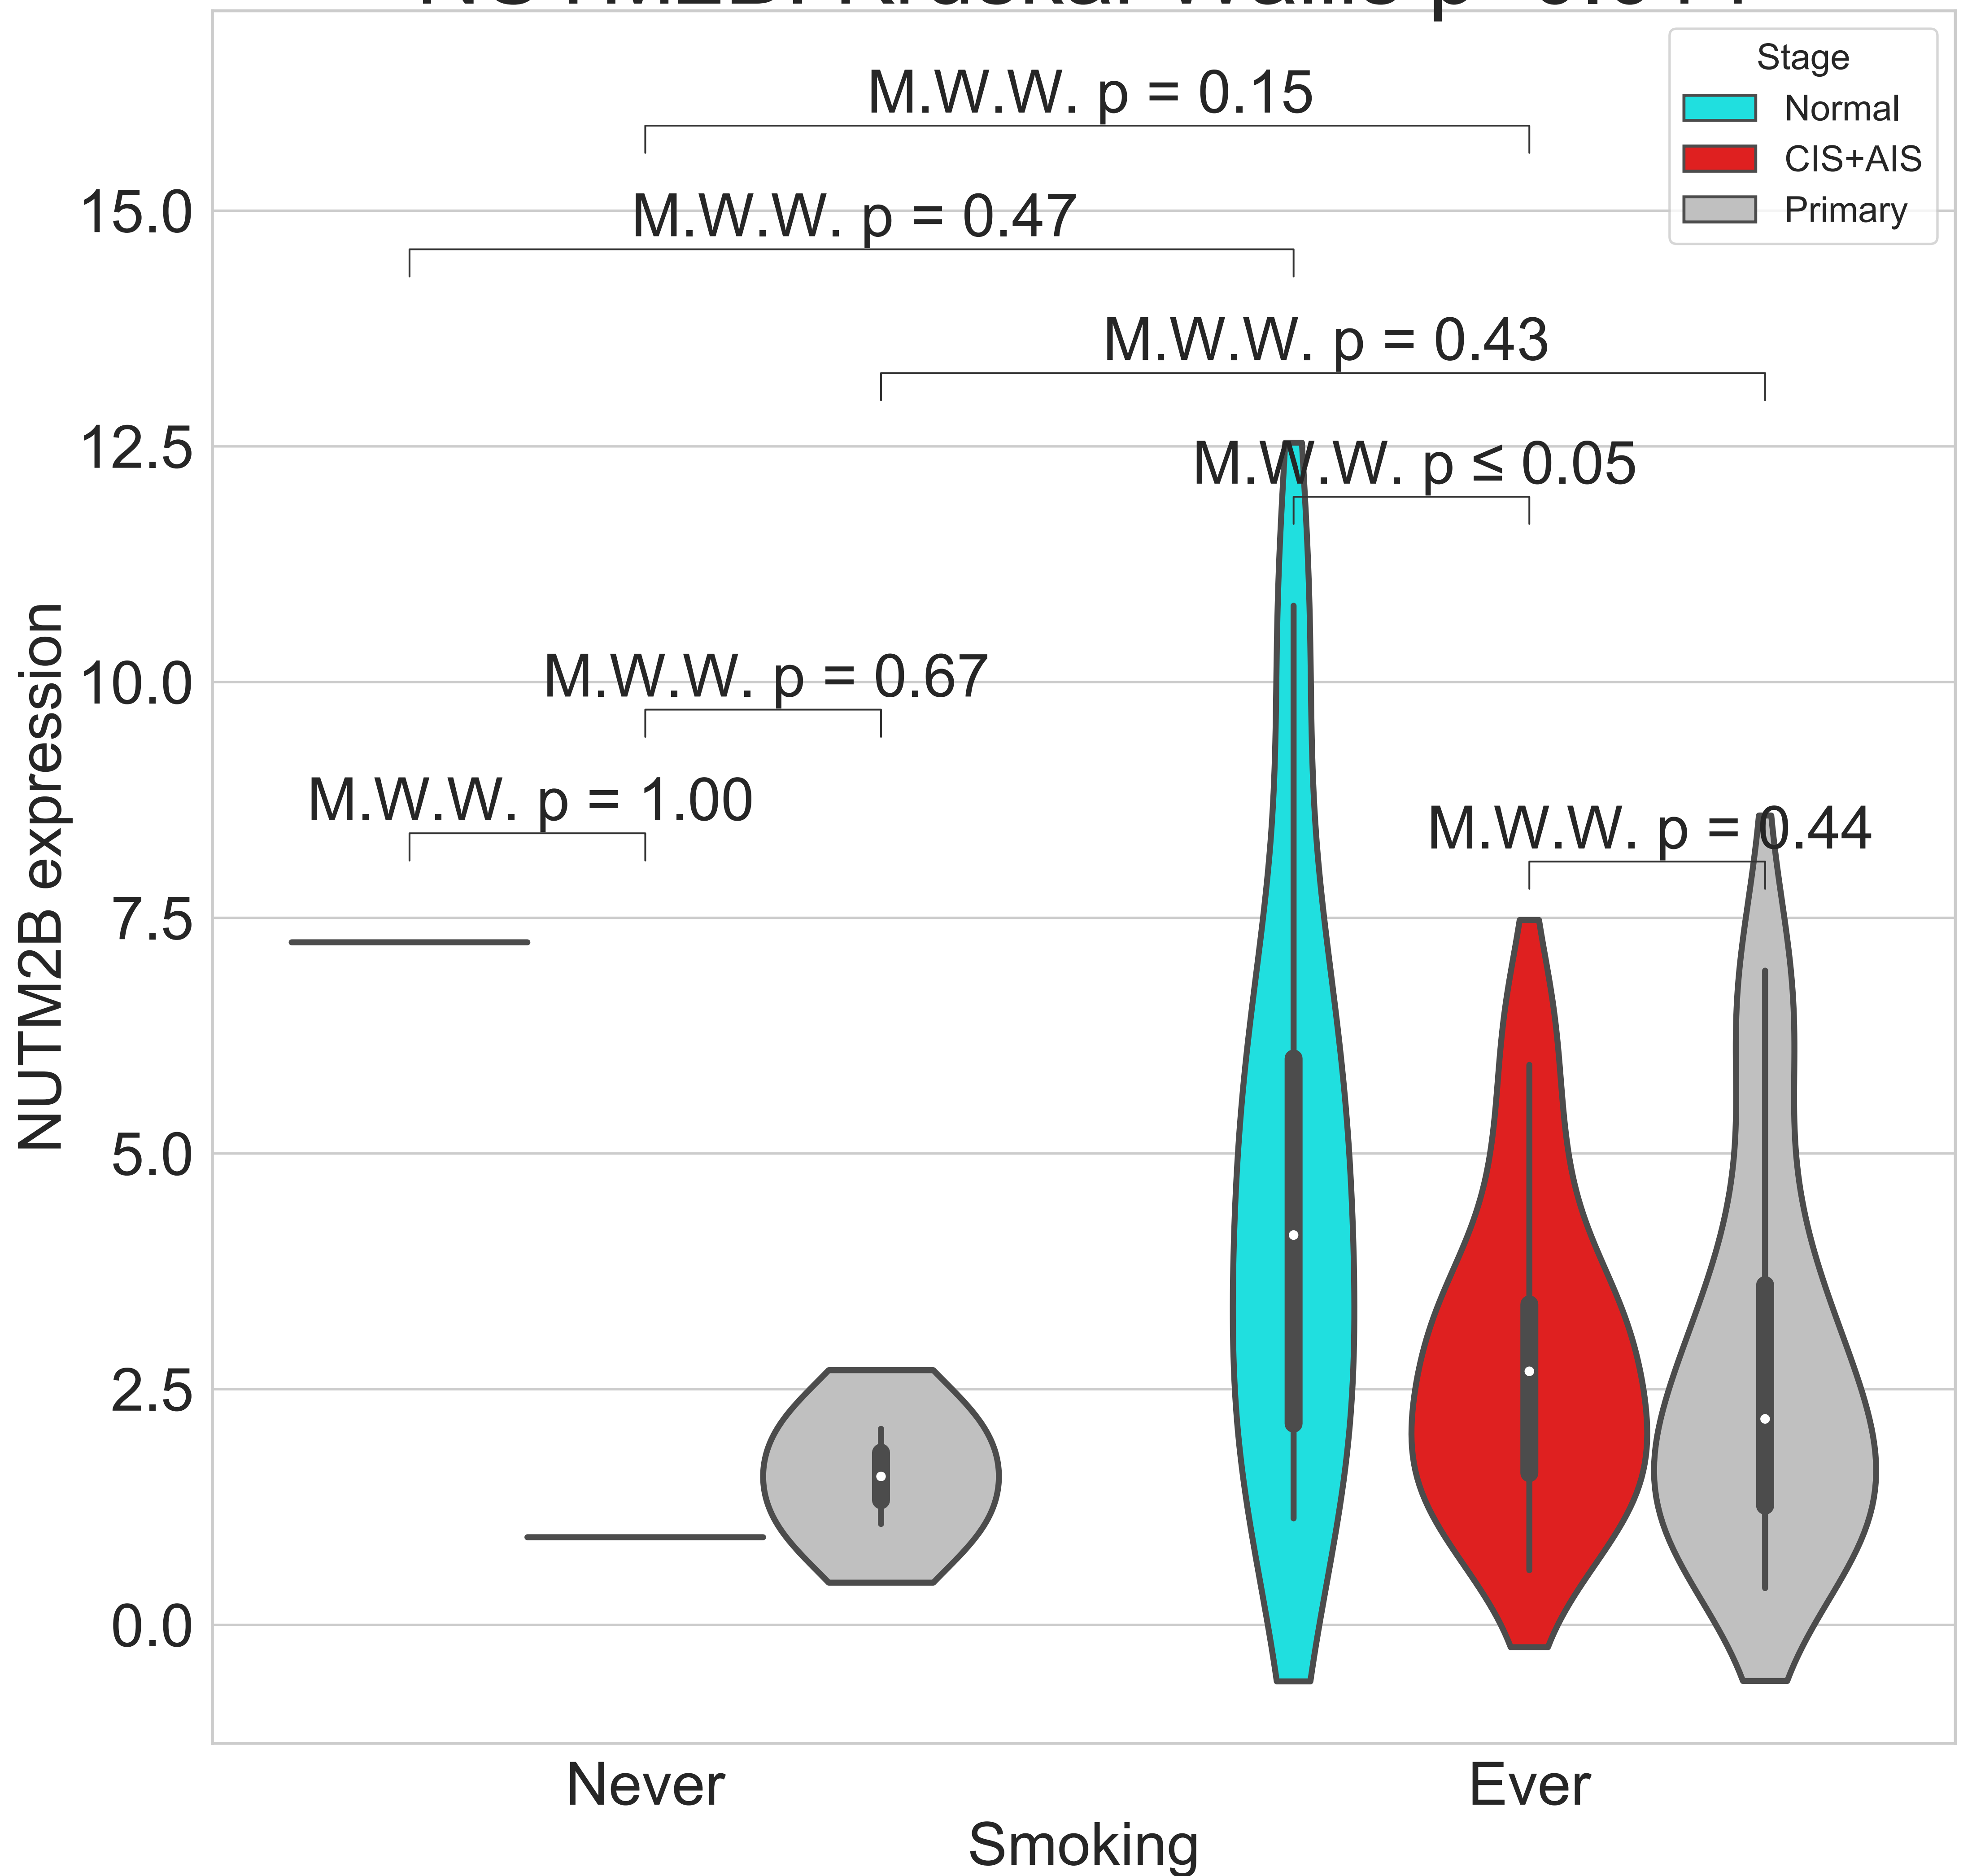 M.W.W. p = 0.15
Stage
Normal
CIS+AIS
Primary
M.W.W. p = 0.47
M.W.W. p = 0.43
M.W.W. p ≤ 0.05
M.W.W. p = 0.67
M.W.W. p = 1.00
M.W.W. p = 0.44
15.0
12.5
10.0
7.5
5.0
2.5
0.0
NUTM2B expression
Never
Ever
Smoking